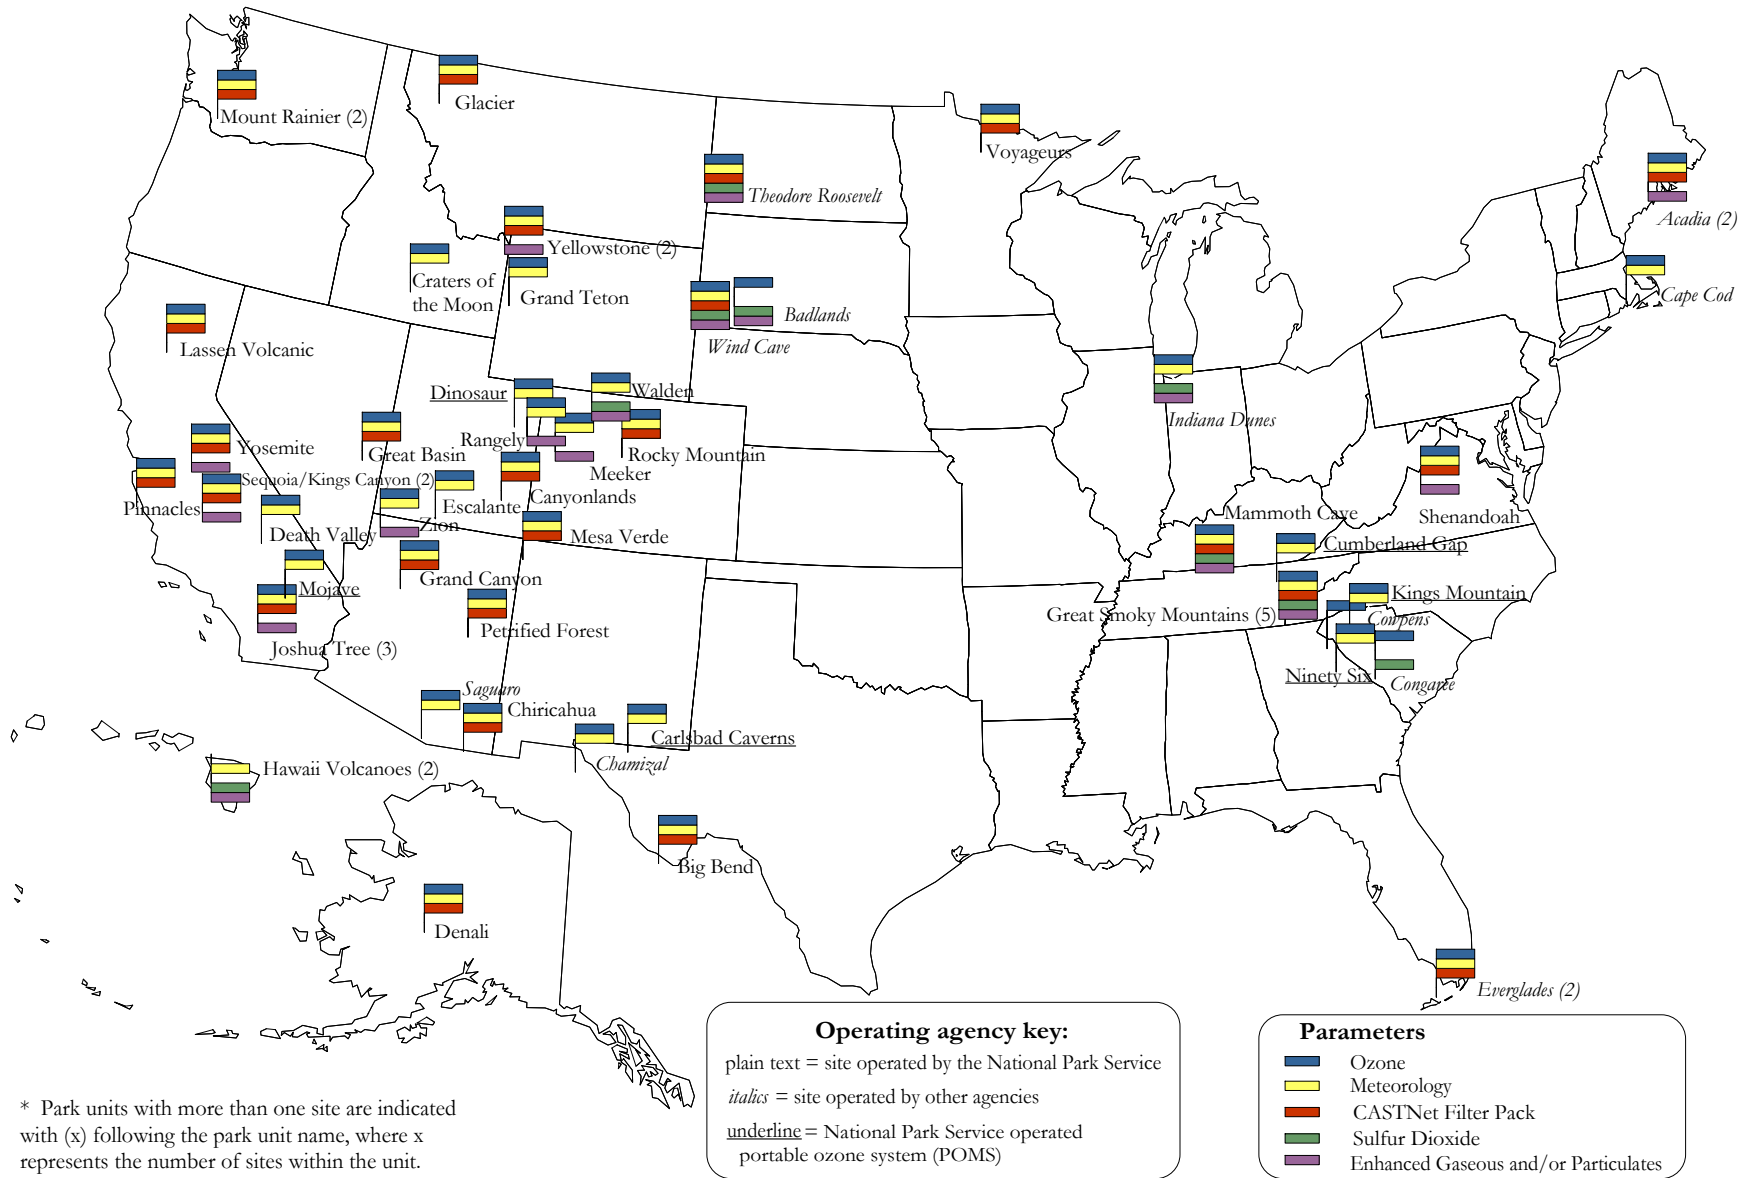 Glacier
Mount Rainier (2)
Voyageurs
Theodore Roosevelt
Acadia (2)
Yellowstone (2)
Craters of
the Moon
Grand Teton
Cape Cod
Badlands
Wind Cave
Lassen Volcanic
Dinosaur
Walden
Indiana Dunes
Yosemite
Great Basin
Rangely
Rocky Mountain
Meeker
Sequoia/Kings Canyon (2)
Canyonlands
Escalante
Pinnacles
Zion
Death Valley
Mesa Verde
Mammoth Cave
Shenandoah
Cumberland Gap
Grand Canyon
Mojave
Kings Mountain
Great Smoky Mountains (5)
Cowpens
Petrified Forest
Joshua Tree (3)
Ninety Six
Congaree
Saguaro
Chiricahua
Carlsbad Caverns
Chamizal
Hawaii Volcanoes (2)
Big Bend
Denali
Everglades (2)
Operating agency key:
plain text = site operated by the National Park Service
italics = site operated by other agencies
underline = National Park Service operated
portable ozone system (POMS)
Parameters
Ozone
Meteorology
CASTNet Filter Pack
Sulfur Dioxide
Enhanced Gaseous and/or Particulates
* Park units with more than one site are indicated
with (x) following the park unit name, where x
represents the number of sites within the unit.